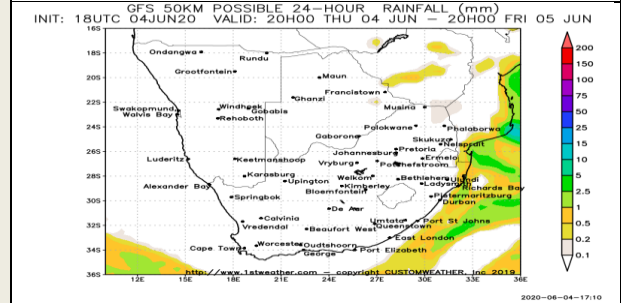 GFS 50KM POSSIBLE 24-HOUR RAINFALL (mm)
INIT: 18UTC 04JUN20 VALID: 20H00 THU 04 JUN - 20H00 FRI 05 JUN
16S
18S
20S
22S
24S
26S
28S
30S
32S
34S
36S
Ondangwa
Rundu
Grootfontein
Maun
Francistown
Ghanzi
Musina
Swakopmund
Windhoek
Gobabis
Walvis Bay
Rehoboth
Polokwane
Phalaborwa
Gaborone
Skukuza
Pretoria
Nelspruit
Johannesburg
Luderitz
Keetmanshoop
Vryburg
Potchefstroom
Ermelo
Karasburg
Upington
Welkom
Bethlehem
Ulundi
Alexander Bay
Kimberley
Ladysmith
Bloemfontein
Richards Bay
Springbok
Pietermaritzburg
Durban
De Aar
Calvinia
Umtata
Port St Johns
Vredendal
Queenstown
Beaufort West
East London
Cape Town
Worcester
Oudtshoorn
George
Port Elizabeth
http://www.1stweather.com - copyright CUSTOMWEATHER, Inc 2019
12E 15E 18E 21E 24E 27E 30E 33E 36E
200
150
100
75
50
25
15
10
5
2.5
1
0.5
0.2
0.1
2020-06-04-17:10